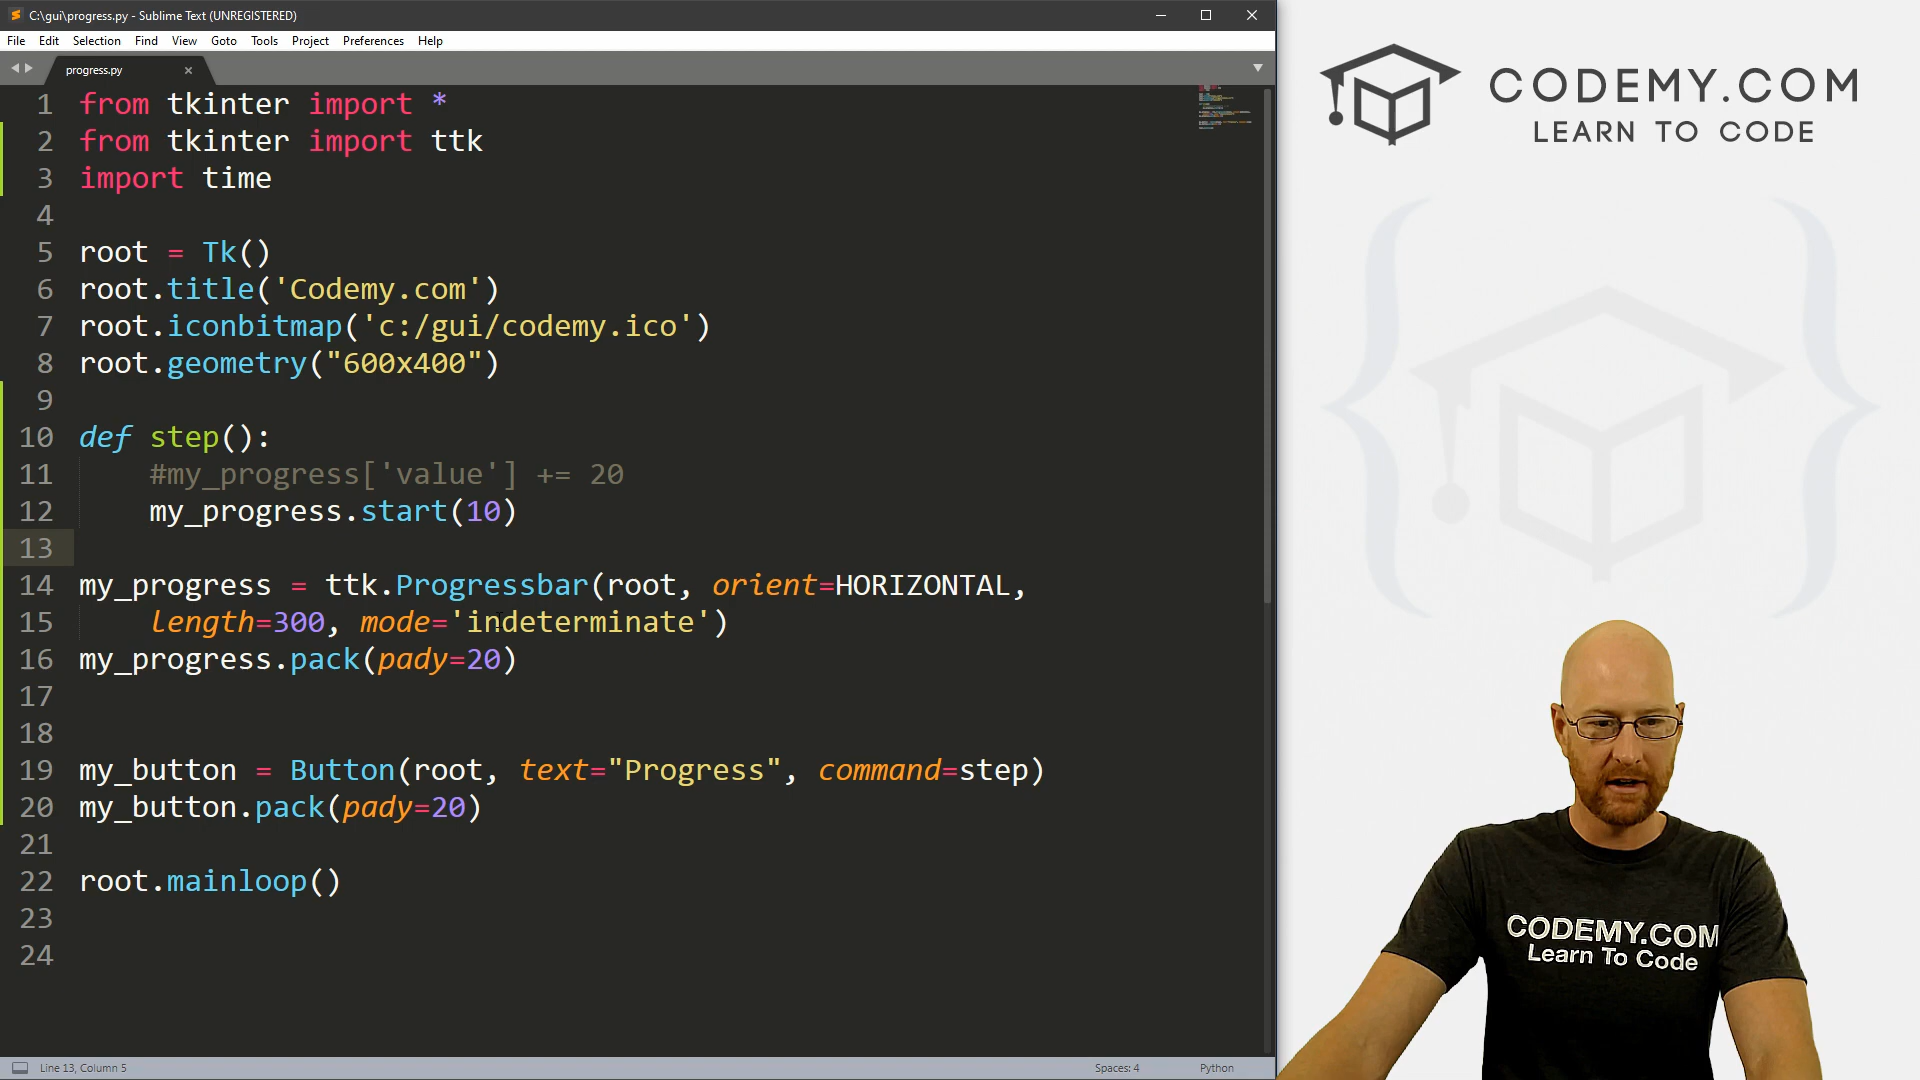 C:\gui\progress.py - Sublime Text (UNREGISTERED)
File Edit Selection Find View Goto Tools Project Preferences Help
progress.py
1 from tkinter import *
2 from tkinter import ttk
3 import time
4
5 root = Tk()
6 root.title('Codemy.com')
7 root.iconbitmap('c:/gui/codemy.ico')
8 root.geometry("600x400")
9
10 def step():
11     #my_progress['value'] += 20
12     my_progress.start(10)
13
14 my_progress = ttk.Progressbar(root, orient=HORIZONTAL,
15     length=300, mode='indeterminate')
16 my_progress.pack(pady=20)
17
18
19 my_button = Button(root, text="Progress", command=step)
20 my_button.pack(pady=20)
21
22 root.mainloop()
23
24
Line 13, Column 5
Spaces: 4
Python
CODEMY.COM
LEARN TO CODE
CODEMY.COM
Learn To Code